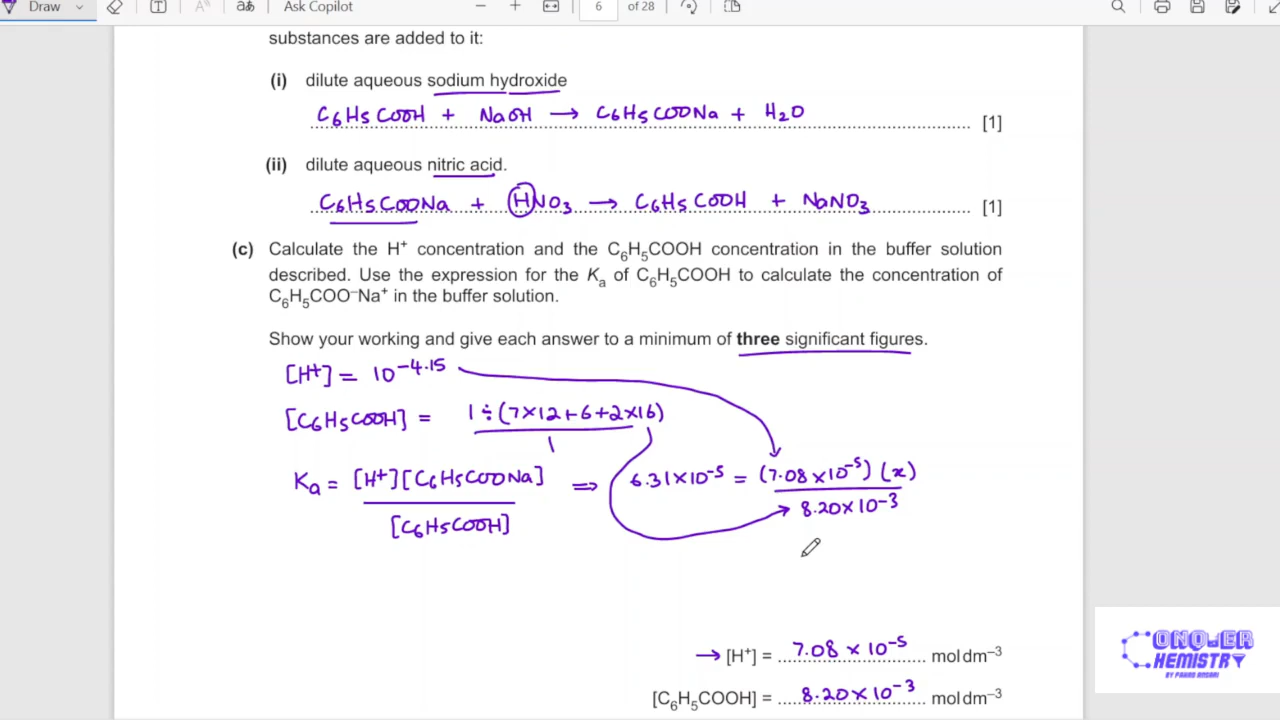 Draw
Ask Copilot
6 of 28
substances are added to it:
(i) dilute aqueous sodium hydroxide
C₆H₅COOH + NaOH → C₆H₅COONa + H₂O [1]
(ii) dilute aqueous nitric acid.
C₆H₅COONa + HNO₃ → C₆H₅COOH + NaNO₃ [1]
(c) Calculate the H⁺ concentration and the C₆H₅COOH concentration in the buffer solution
described. Use the expression for the Kₐ of C₆H₅COOH to calculate the concentration of
C₆H₅COO⁻Na⁺ in the buffer solution.
Show your working and give each answer to a minimum of three significant figures.
[H⁺] = 10⁻⁴·¹⁵
[C₆H₅COOH] = 1 ÷ (7×12+6+2×16) / 1
Kₐ = [H⁺][C₆H₅COONa] / [C₆H₅COOH] ⇒ 6.31×10⁻⁵ = (7.08×10⁻⁵)(x) / 8.20×10⁻³
→ [H⁺] = 7.08 × 10⁻⁵ mol dm⁻³
[C₆H₅COOH] = 8.20×10⁻³ mol dm⁻³
CONQUER
CHEMISTRY
BY FAHAD ANSARI